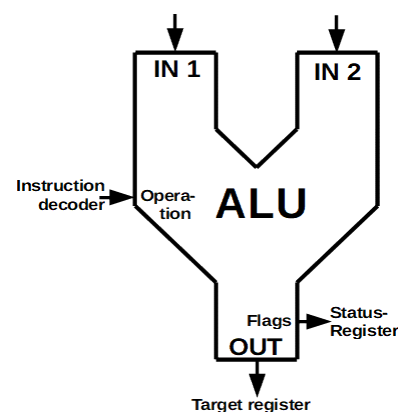 IN 1
IN 2
Instruction
decoder
Opera-
tion
ALU
Flags
Status-
Register
OUT
Target register